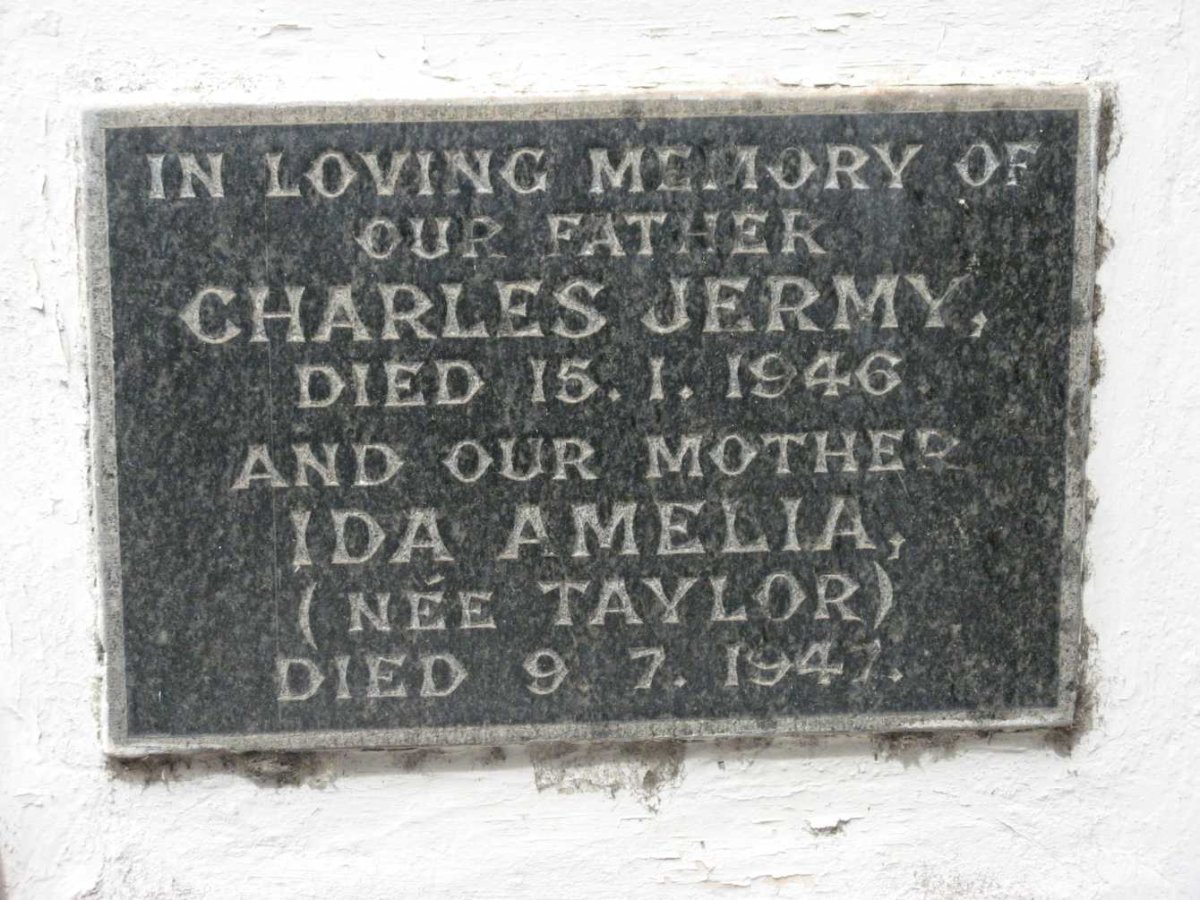 IN LOVING MEMORY OF
OUR FATHER
CHARLES JERMY,
DIED 15. 1. 1946
AND OUR MOTHER
IDA AMELIA,
(NĚE TAYLOR)
DIED 9. 7. 1947.